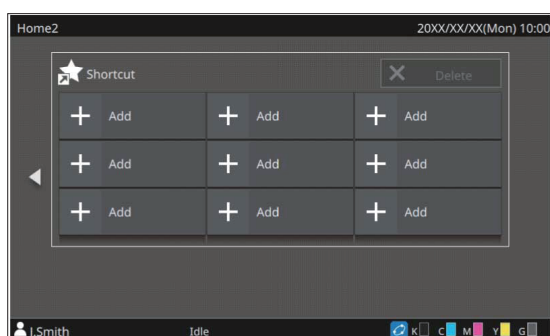 Home2 20XX/XX/XX(Mon) 10:00
Shortcut Delete
Add Add Add
Add Add Add
Add Add Add
J.Smith Idle K C M Y G